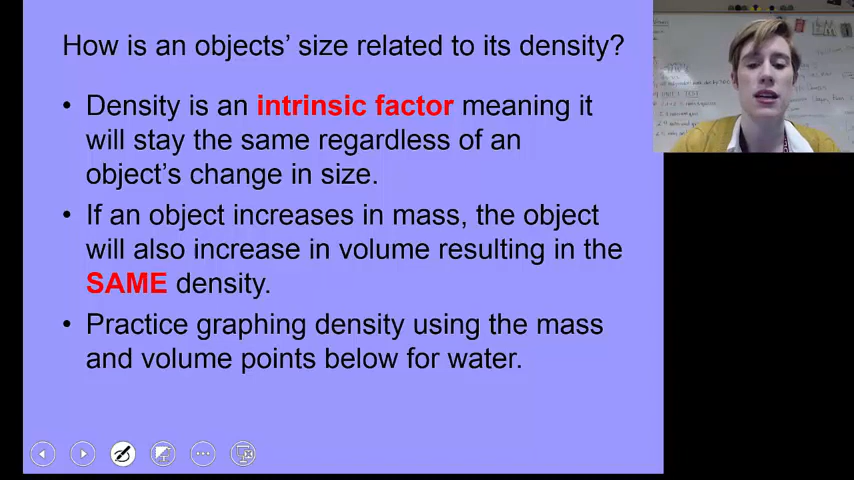 How is an objects' size related to its density?
• Density is an intrinsic factor meaning it
will stay the same regardless of an
object's change in size.
• If an object increases in mass, the object
will also increase in volume resulting in the
SAME density.
• Practice graphing density using the mass
and volume points below for water.